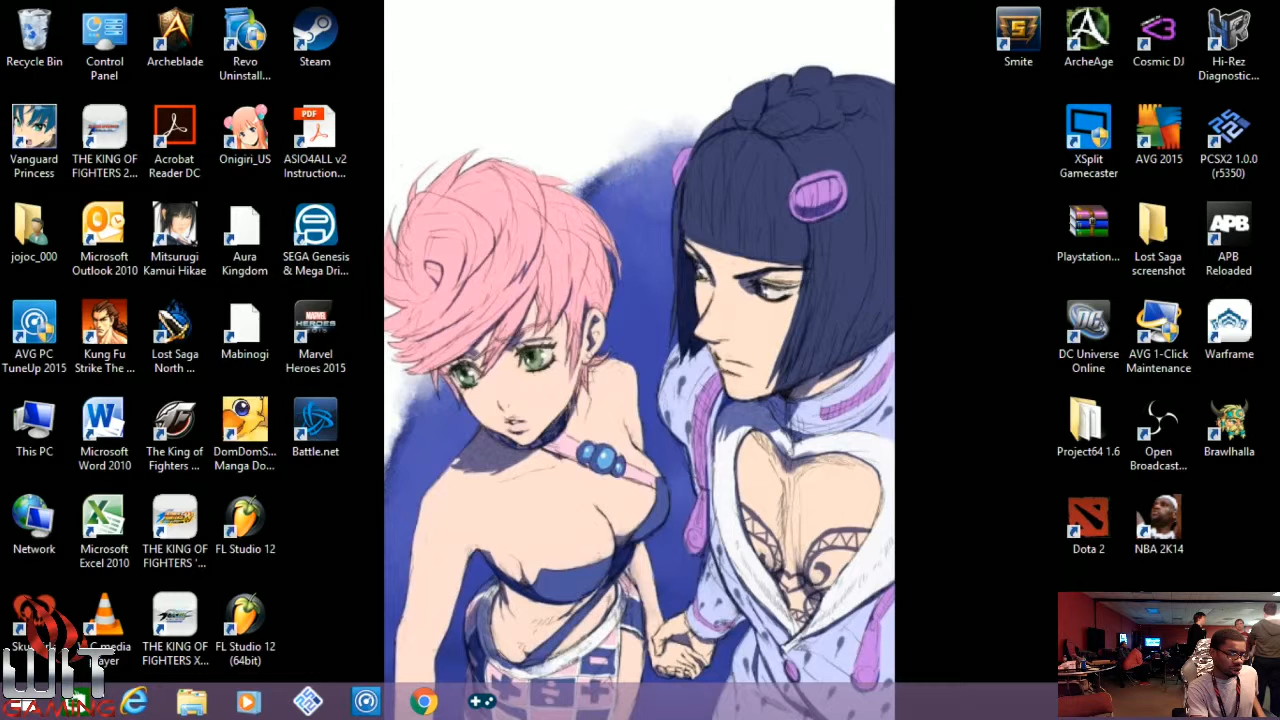 Recycle Bin
Control
Panel
Archeblade
Revo
Uninstall...
Steam
Smite
ArcheAge
Cosmic DJ
Hi-Rez
Diagnostic...
Vanguard
Princess
THE KING OF
FIGHTERS 2...
Acrobat
Reader DC
Onigiri_US
PDF
ASIO4ALL v2
Instruction...
XSplit
Gamecaster
AVG 2015
PCSX2 1.0.0
(r5350)
jojoc_000
Microsoft
Outlook 2010
Mitsurugi
Kamui Hikae
Aura
Kingdom
SEGA Genesis
& Mega Dri...
Playstation...
Lost Saga
screenshot
APB
APB
Reloaded
AVG PC
TuneUp 2015
Kung Fu
Strike The ...
Lost Saga
North ...
Mabinogi
MARVEL
HEROES
Marvel
Heroes 2015
DC Universe
Online
AVG 1-Click
Maintenance
Warframe
This PC
Microsoft
Word 2010
The King of
Fighters ...
DomDomS...
Manga Do...
Battle.net
Project64 1.6
Open
Broadcast...
Brawlhalla
Network
Microsoft
Excel 2010
THE KING OF
FIGHTERS '...
FL Studio 12
Dota 2
NBA 2K14
THE KING OF
FIGHTERS X...
FL Studio 12
(64bit)
WiT
GAMING